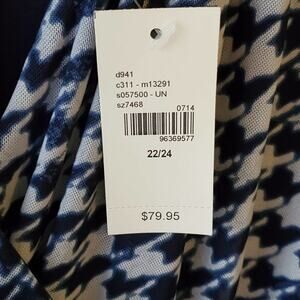 d941
c311 - m13291
s057500 - UN
sz7468
0714
96369577
22/24
$79.95